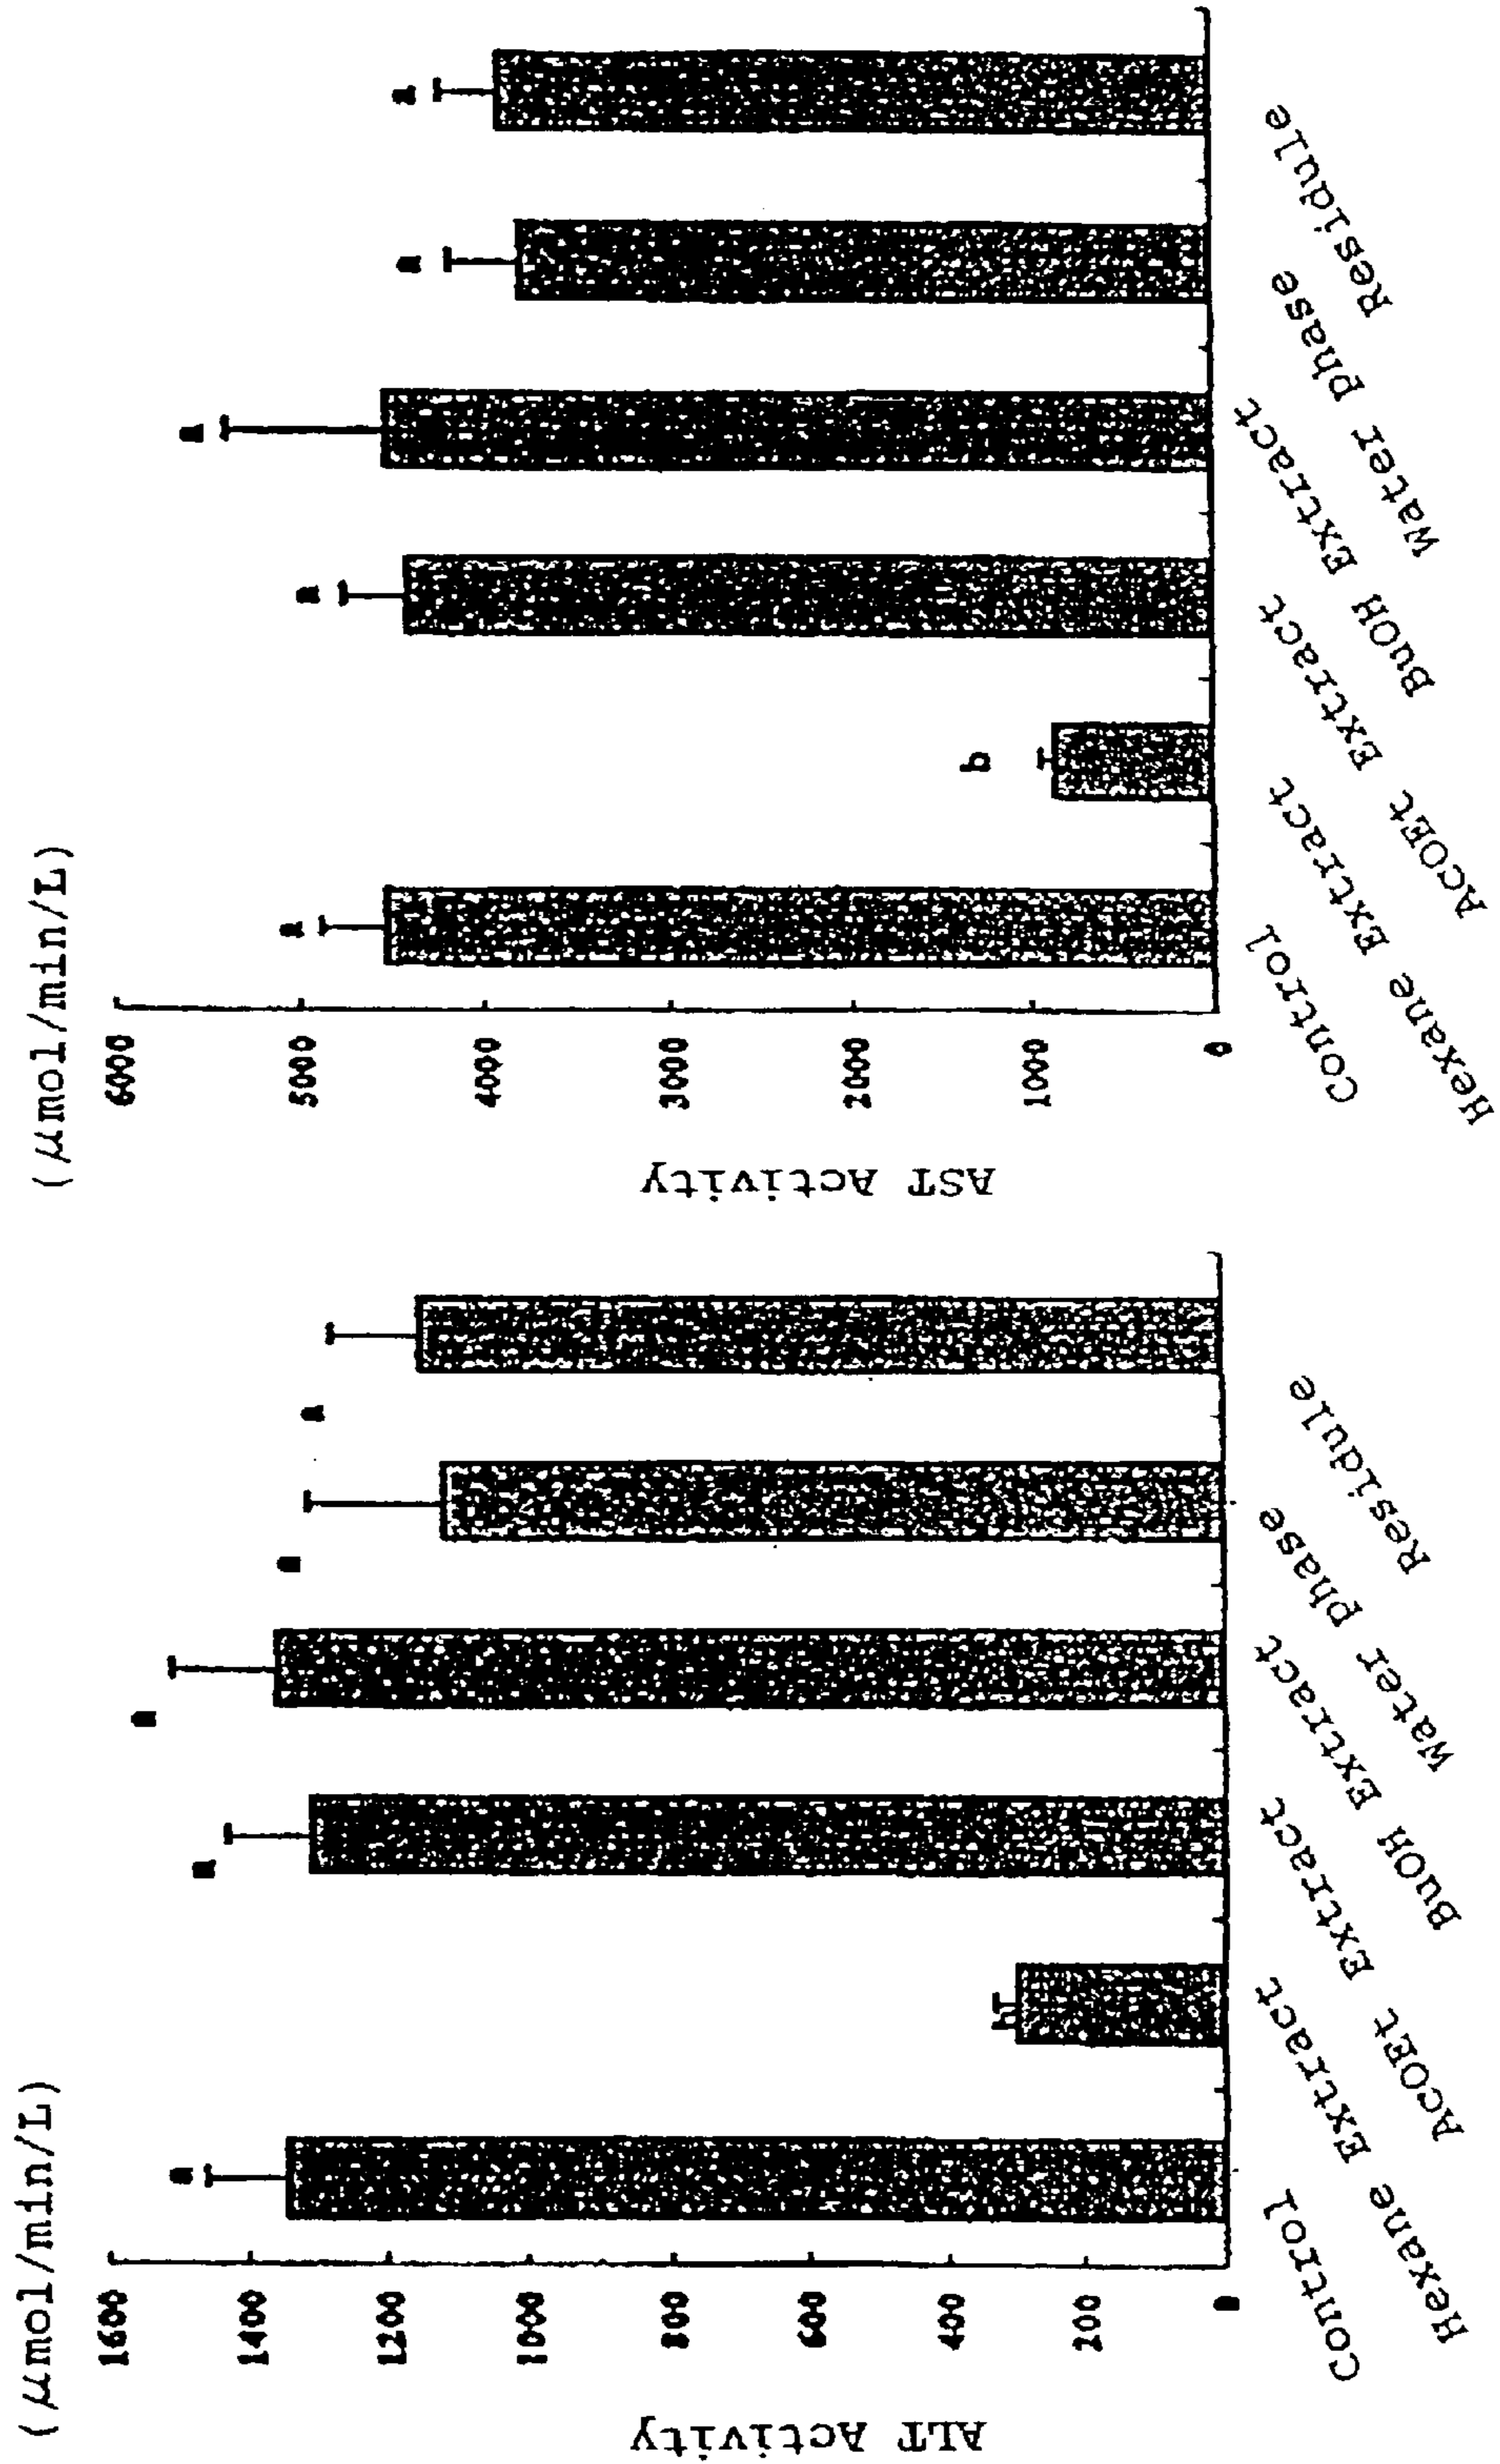 (μmol/min/L)
ALT Activity
1600
1400
1200
1000
800
600
400
200
0
a
b
a
a
a
a
Control
Hexane Extract
AcOEt Extract
BuOH Extract
Water phase
Residule
(μmol/min/L)
AST Activity
6000
5000
4000
3000
2000
1000
0
a
b
a
a
a
a
Control
Hexane Extract
AcOEt Extract
BuOH Extract
Water phase
Residule